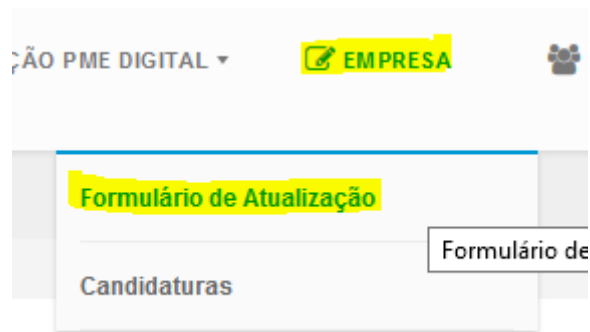 ÇÃO PME DIGITAL EMPRESA
Formulário de Atualização
Formulário de
Candidaturas